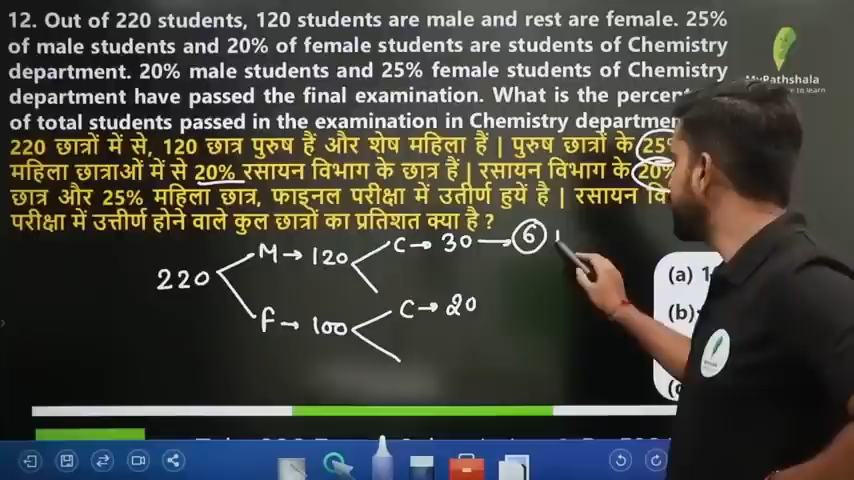 12. Out of 220 students, 120 students are male and rest are female. 25%
of male students and 20% of female students are students of Chemistry
department. 20% male students and 25% female students of Chemistry
department have passed the final examination. What is the
of total students passed in the examination in Chemistry
220 छात्रों में से, 120 छात्र पुरुष हैं और शेष महिला हैं | पुरुष छात्रों के 25%
महिला छात्राओं में से 20% रसायन विभाग के छात्र हैं | रसायन विभाग के 20%
छात्र और 25% महिला छात्र, फाइनल परीक्षा में उतीर्ण हुयें है | रसायन
परीक्षा में उत्तीर्ण होने वाले कुल छात्रों का प्रतिशत क्या है ?
MyPathshala
to learn
220
M → 120
C → 30 → 6
F → 100
C → 20
(a) 1
(b)